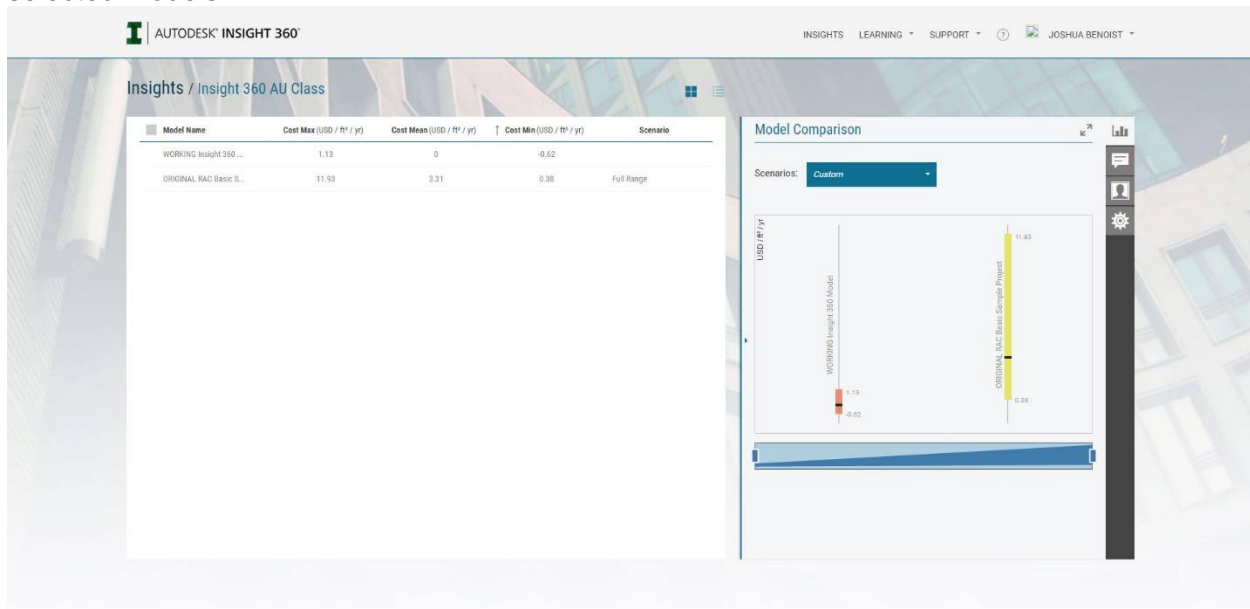 AUTODESK® INSIGHT 360®
INSIGHTS LEARNING SUPPORT ? JOSHUA BENOIST
Insights / Insight 360 AU Class
Model Name Cost Max (USD / ft² / yr) Cost Mean (USD / ft² / yr) ↑ Cost Min (USD / ft² / yr) Scenario
WORKING Insight 360 ... 1.13 0 -0.62
ORIGINAL RAC Basic S... 11.93 3.31 0.38 Full Range
Model Comparison
Scenarios: Custom
USD / ft² / yr
WORKING Insight 360 Model
1.13
-0.62
ORIGINAL RAC Basic Sample Project
11.93
0.38